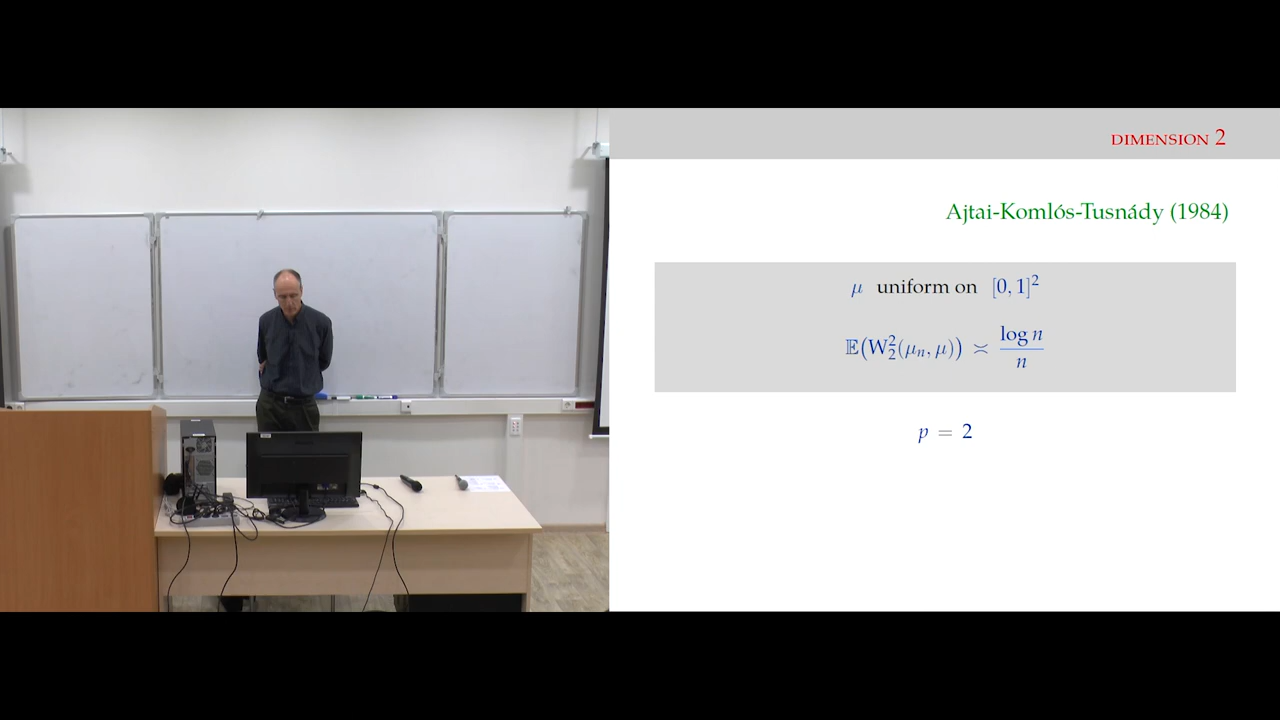 DIMENSION 2
Ajtai-Komlós-Tusnády (1984)
μ uniform on [0, 1]²
𝔼(W₂²(μₙ, μ)) ≍ log n / n
p = 2